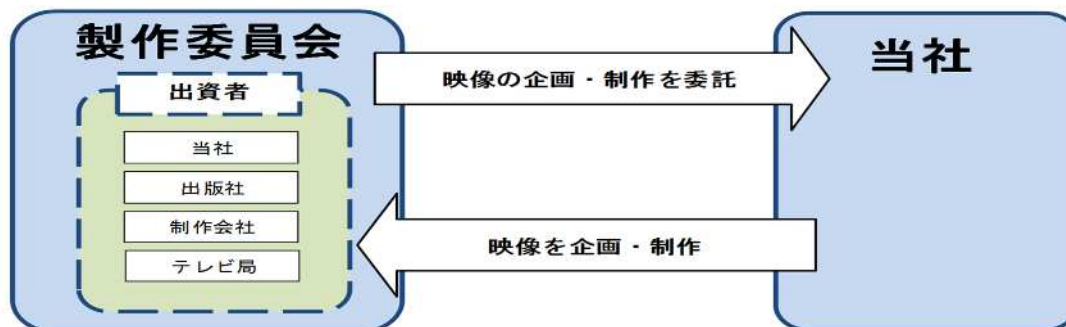 製作委員会
出資者
当社
出版社
制作会社
テレビ局
映像の企画・制作を委託
映像を企画・制作
当社